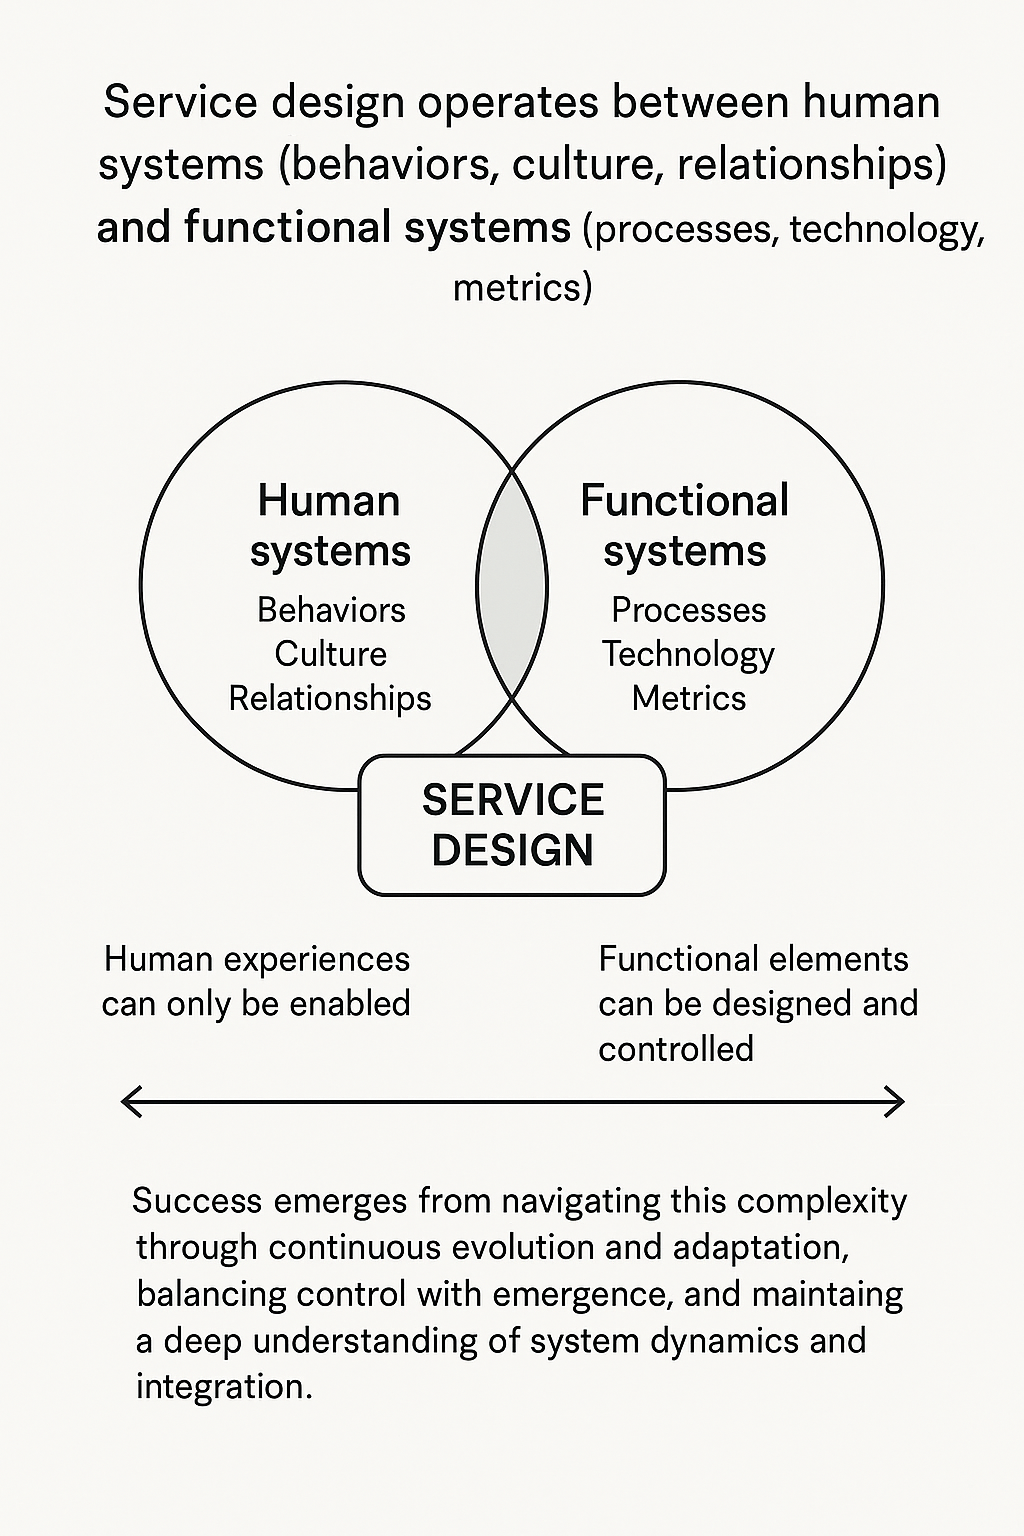 Service design operates between human
systems (behaviors, culture, relationships)
and functional systems (processes, technology,
metrics)
Human
systems
Behaviors
Culture
Relationships
Functional
systems
Processes
Technology
Metrics
SERVICE
DESIGN
Human experiences
can only be enabled
Functional elements
can be designed and
controlled
Success emerges from navigating this complexity
through continuous evolution and adaptation,
balancing control with emergence, and maintaing
a deep understanding of system dynamics and
integration.